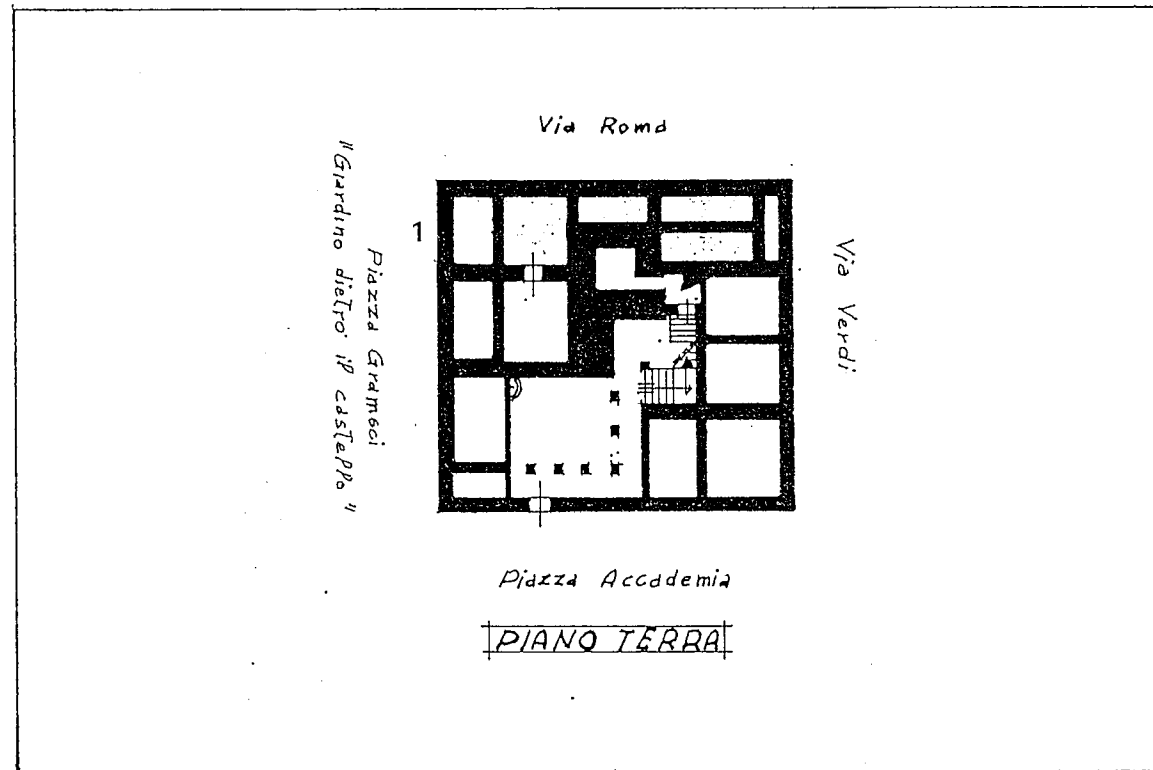 Via Roma
1
Piazza Gramsci
"Giardino dietro il castello"
Via Verdi
Piazza Accademia
PIANO TERRA